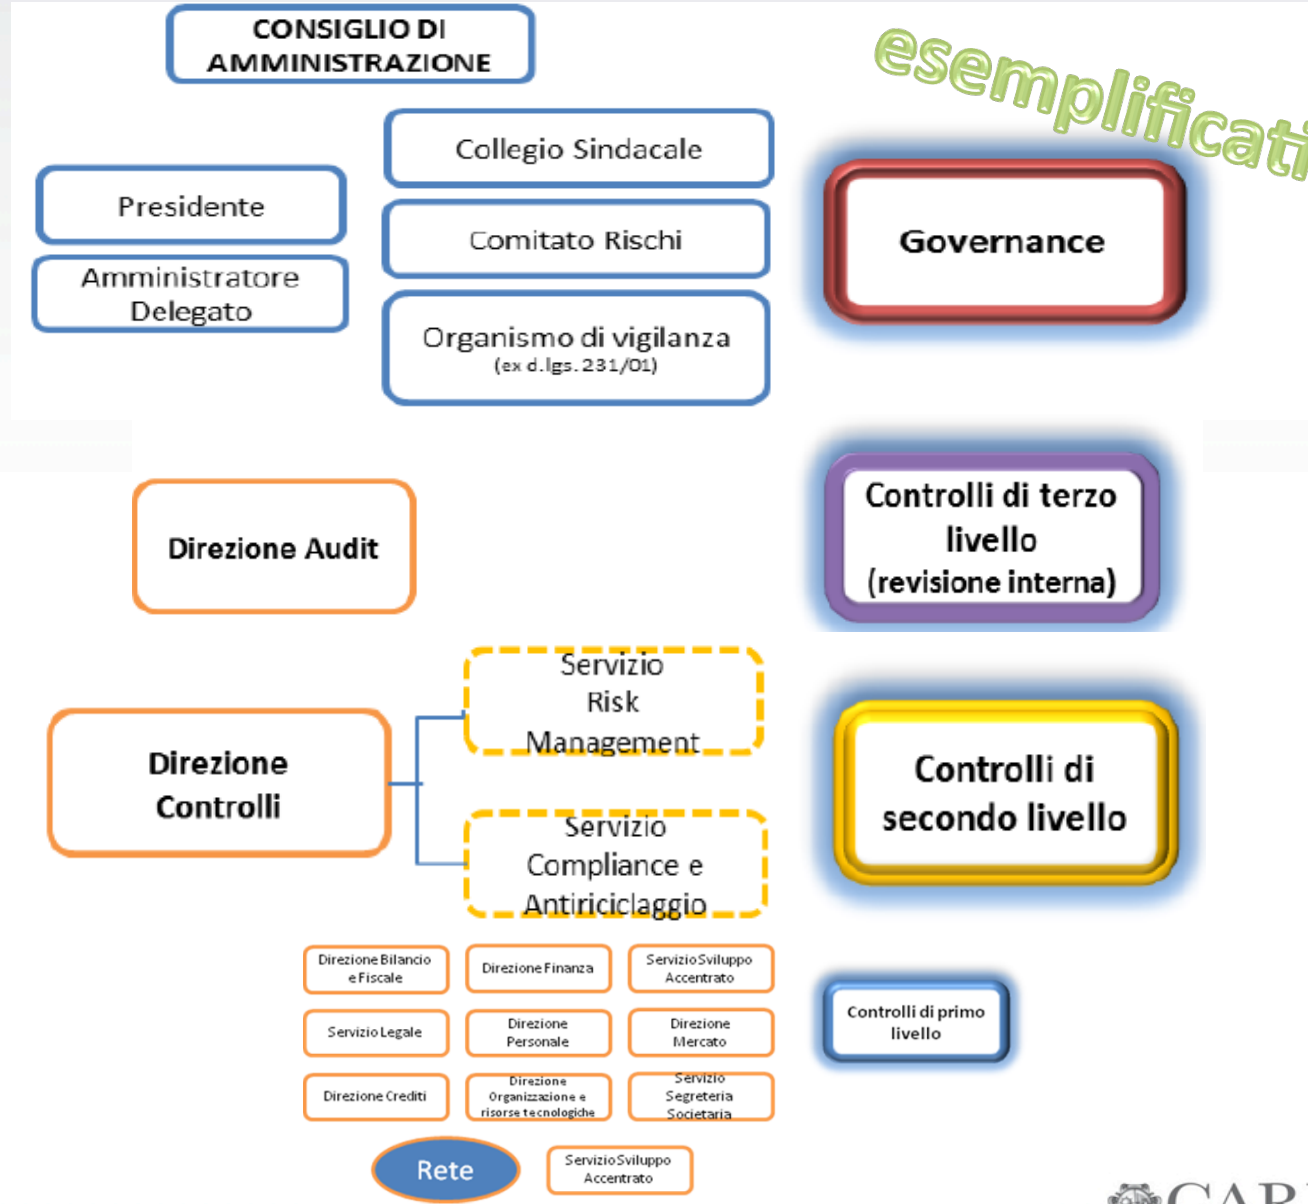 CONSIGLIO DI
AMMINISTRAZIONE
esemplificati
Collegio Sindacale
Presidente
Comitato Rischi
Governance
Amministratore
Delegato
Organismo di vigilanza
(ex d.lgs. 231/01)
Direzione Audit
Controlli di terzo
livello
(revisione interna)
Servizio
Risk
Management
Direzione
Controlli
Servizio
Compliance e
Antiriciclaggio
Controlli di
secondo livello
Direzione Bilancio
e Fiscale
Direzione Finanza
Servizio Sviluppo
Accentrato
Servizio Legale
Direzione
Personale
Direzione
Mercato
Controlli di primo
livello
Direzione Crediti
Direzione
Organizzazione e
risorse tecnologiche
Servizio
Segreteria
Societaria
Rete
Servizio Sviluppo
Accentrato